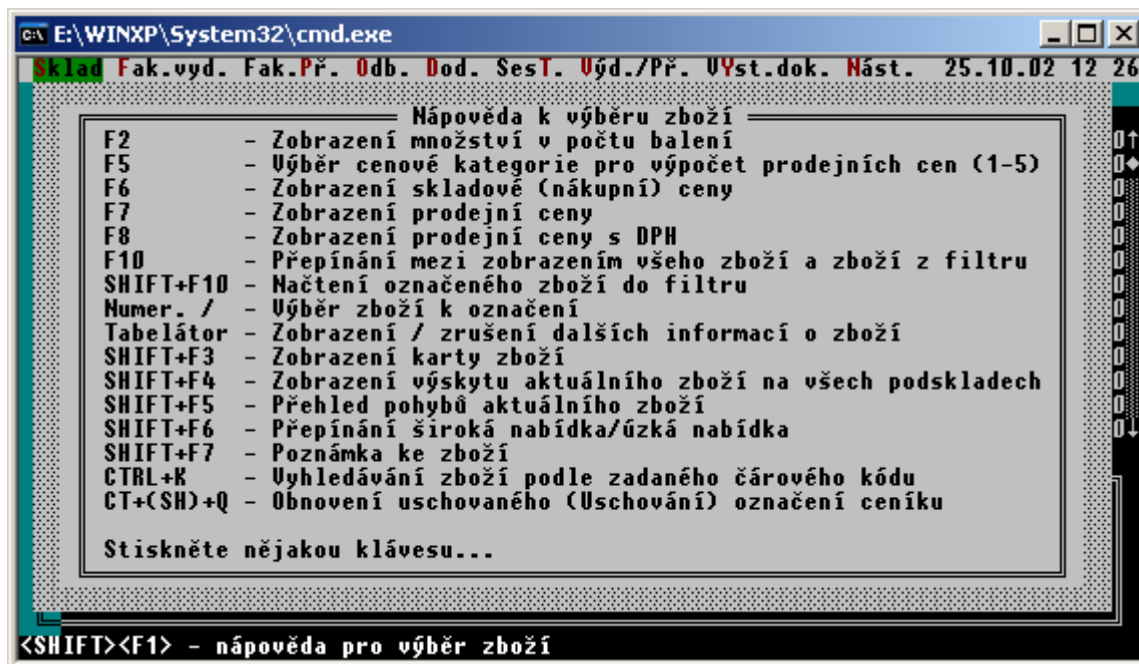 E:\WINXP\System32\cmd.exe
Sklad Fak.vyd. Fak.Př. Odb. Dod. SesT. Výd./Př. VYst.dok. Nást. 25.10.02 12 26
Nápověda k výběru zboží
F2 - Zobrazení množství v počtu balení
F5 - Výběr cenové kategorie pro výpočet prodejních cen (1-5)
F6 - Zobrazení skladové (nákupní) ceny
F7 - Zobrazení prodejní ceny
F8 - Zobrazení prodejní ceny s DPH
F10 - Přepínání mezi zobrazením všeho zboží a zboží z filtru
SHIFT+F10 - Načtení označeného zboží do filtru
Numer. / - Výběr zboží k označení
Tabelátor - Zobrazení / zrušení dalších informací o zboží
SHIFT+F3 - Zobrazení karty zboží
SHIFT+F4 - Zobrazení výskytu aktuálního zboží na všech podskladech
SHIFT+F5 - Přehled pohybů aktuálního zboží
SHIFT+F6 - Přepínání široká nabídka/úzká nabídka
SHIFT+F7 - Poznámka ke zboží
CTRL+K - Vyhledávání zboží podle zadaného čárového kódu
CT+(SH)+Q - Obnovení uschovaného (Uschování) označení ceníku
Stiskněte nějakou klávesu...
<SHIFT><F1> - nápověda pro výběr zboží